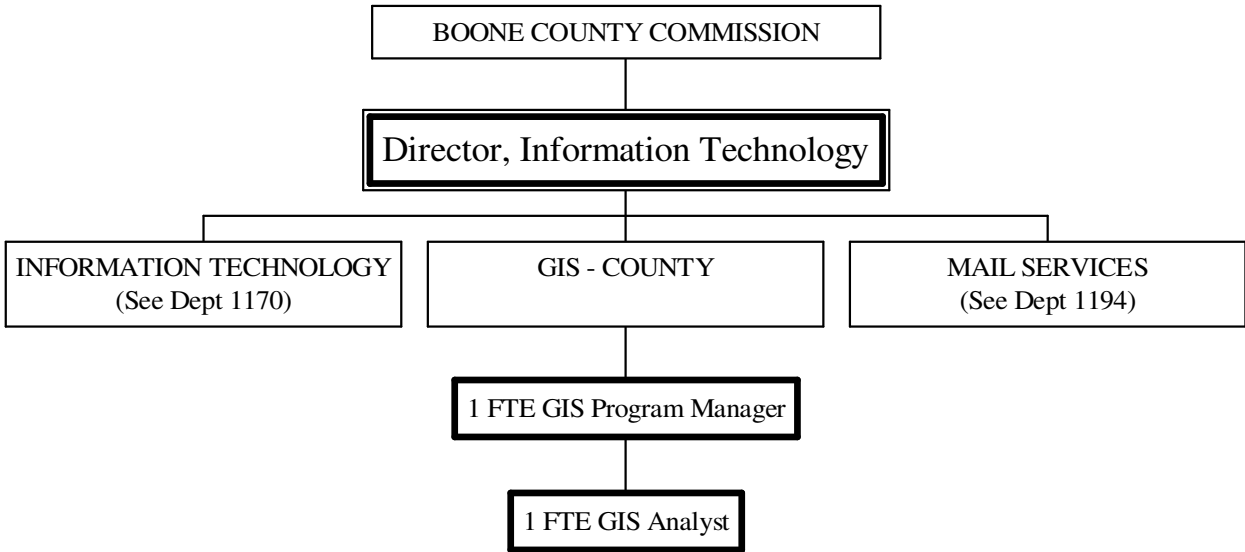 BOONE COUNTY COMMISSION
Director, Information Technology
INFORMATION TECHNOLOGY
(See Dept 1170)
GIS - COUNTY
MAIL SERVICES
(See Dept 1194)
1 FTE GIS Program Manager
1 FTE GIS Analyst